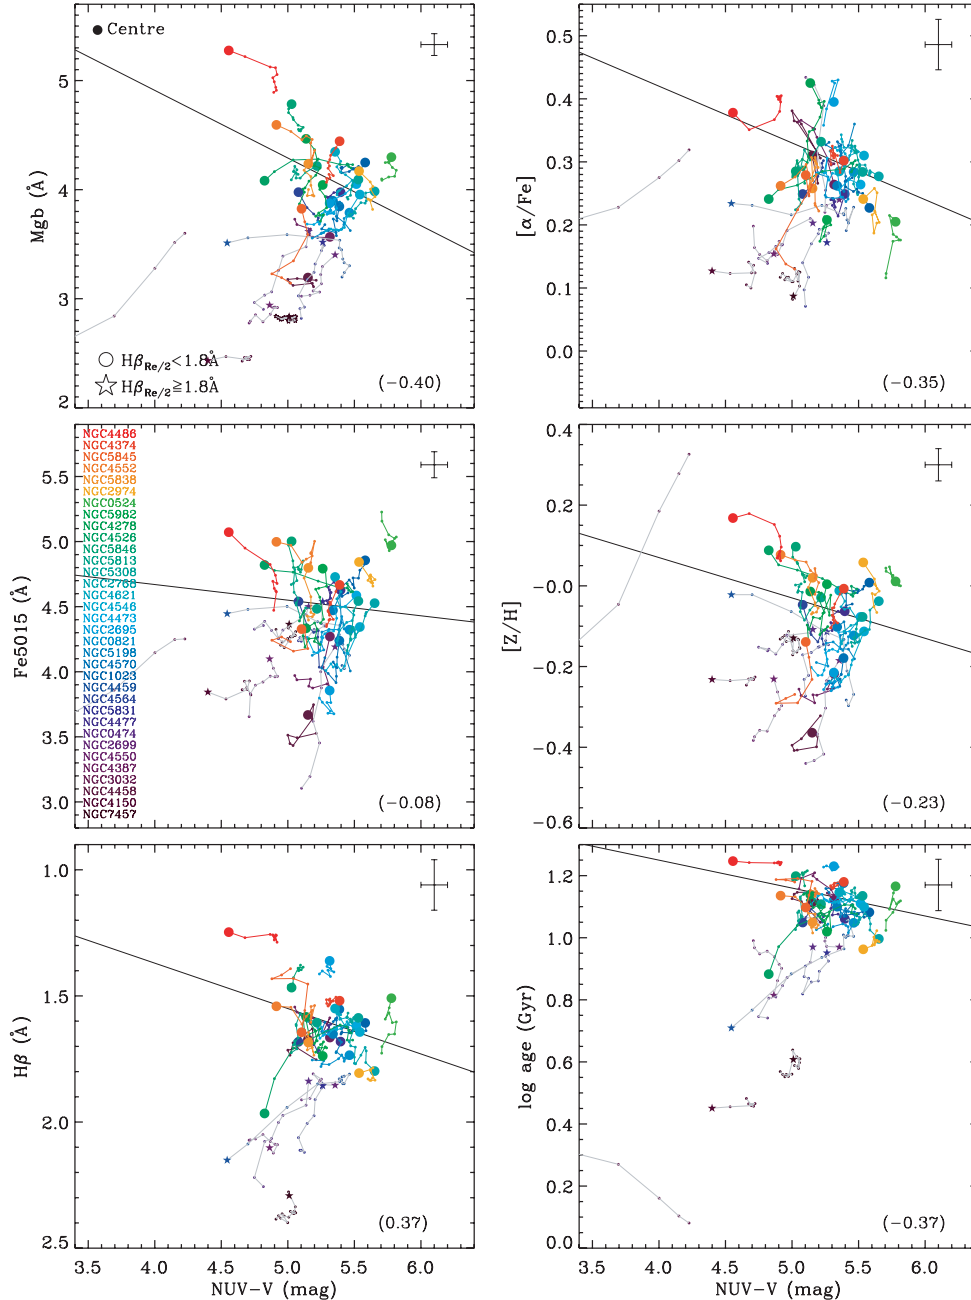 Centre
Mgb (Å)
5
4
3
2
HβRe/2<1.8Å
HβRe/2≧1.8Å
(-0.40)
[α/Fe]
0.5
0.4
0.3
0.2
0.1
0.0
(-0.35)
Fe5015 (Å)
5.5
5.0
4.5
4.0
3.5
3.0
NGC4486
NGC4374
NGC5845
NGC4552
NGC5838
NGC2974
NGC0524
NGC5982
NGC4278
NGC4526
NGC5846
NGC5813
NGC5308
NGC2768
NGC4621
NGC4546
NGC4473
NGC2695
NGC0821
NGC5198
NGC4570
NGC1023
NGC4459
NGC4564
NGC5831
NGC4477
NGC0474
NGC2699
NGC4550
NGC4387
NGC3032
NGC4458
NGC4150
NGC7457
(-0.08)
[Z/H]
0.4
0.2
-0.0
-0.2
-0.4
-0.6
(-0.23)
Hβ (Å)
1.0
1.5
2.0
2.5
(0.37)
3.5 4.0 4.5 5.0 5.5 6.0
NUV-V (mag)
log age (Gyr)
1.2
1.0
0.8
0.6
0.4
0.2
0.0
(-0.37)
3.5 4.0 4.5 5.0 5.5 6.0
NUV-V (mag)